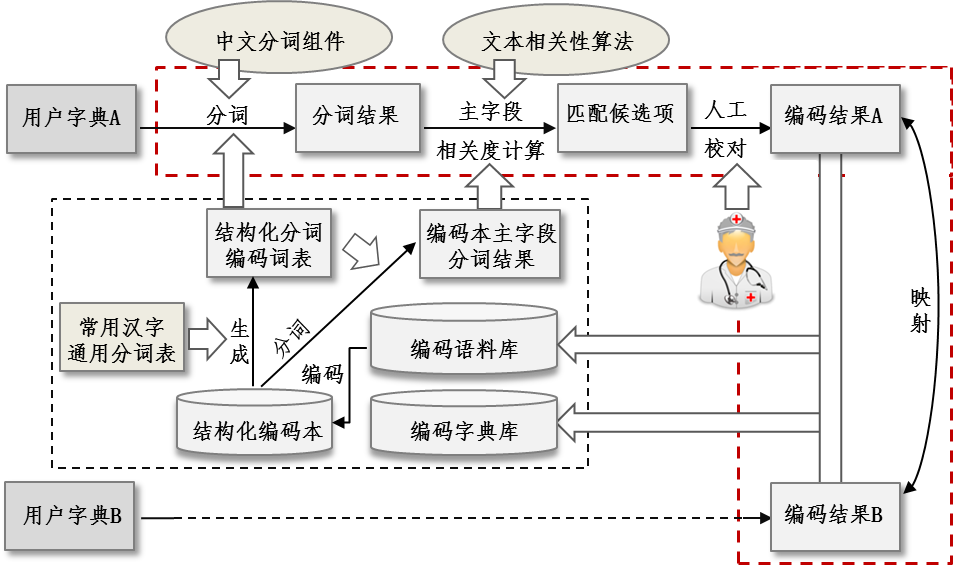 中文分词组件
文本相关性算法
用户字典A
分词
分词结果
主字段
相关度计算
匹配候选项
人工
校对
编码结果A
结构化分词
编码词表
编码本主字段
分词结果
映射
常用汉字
通用分词表
生成
分词
编码
编码语料库
结构化编码本
编码字典库
用户字典B
编码结果B